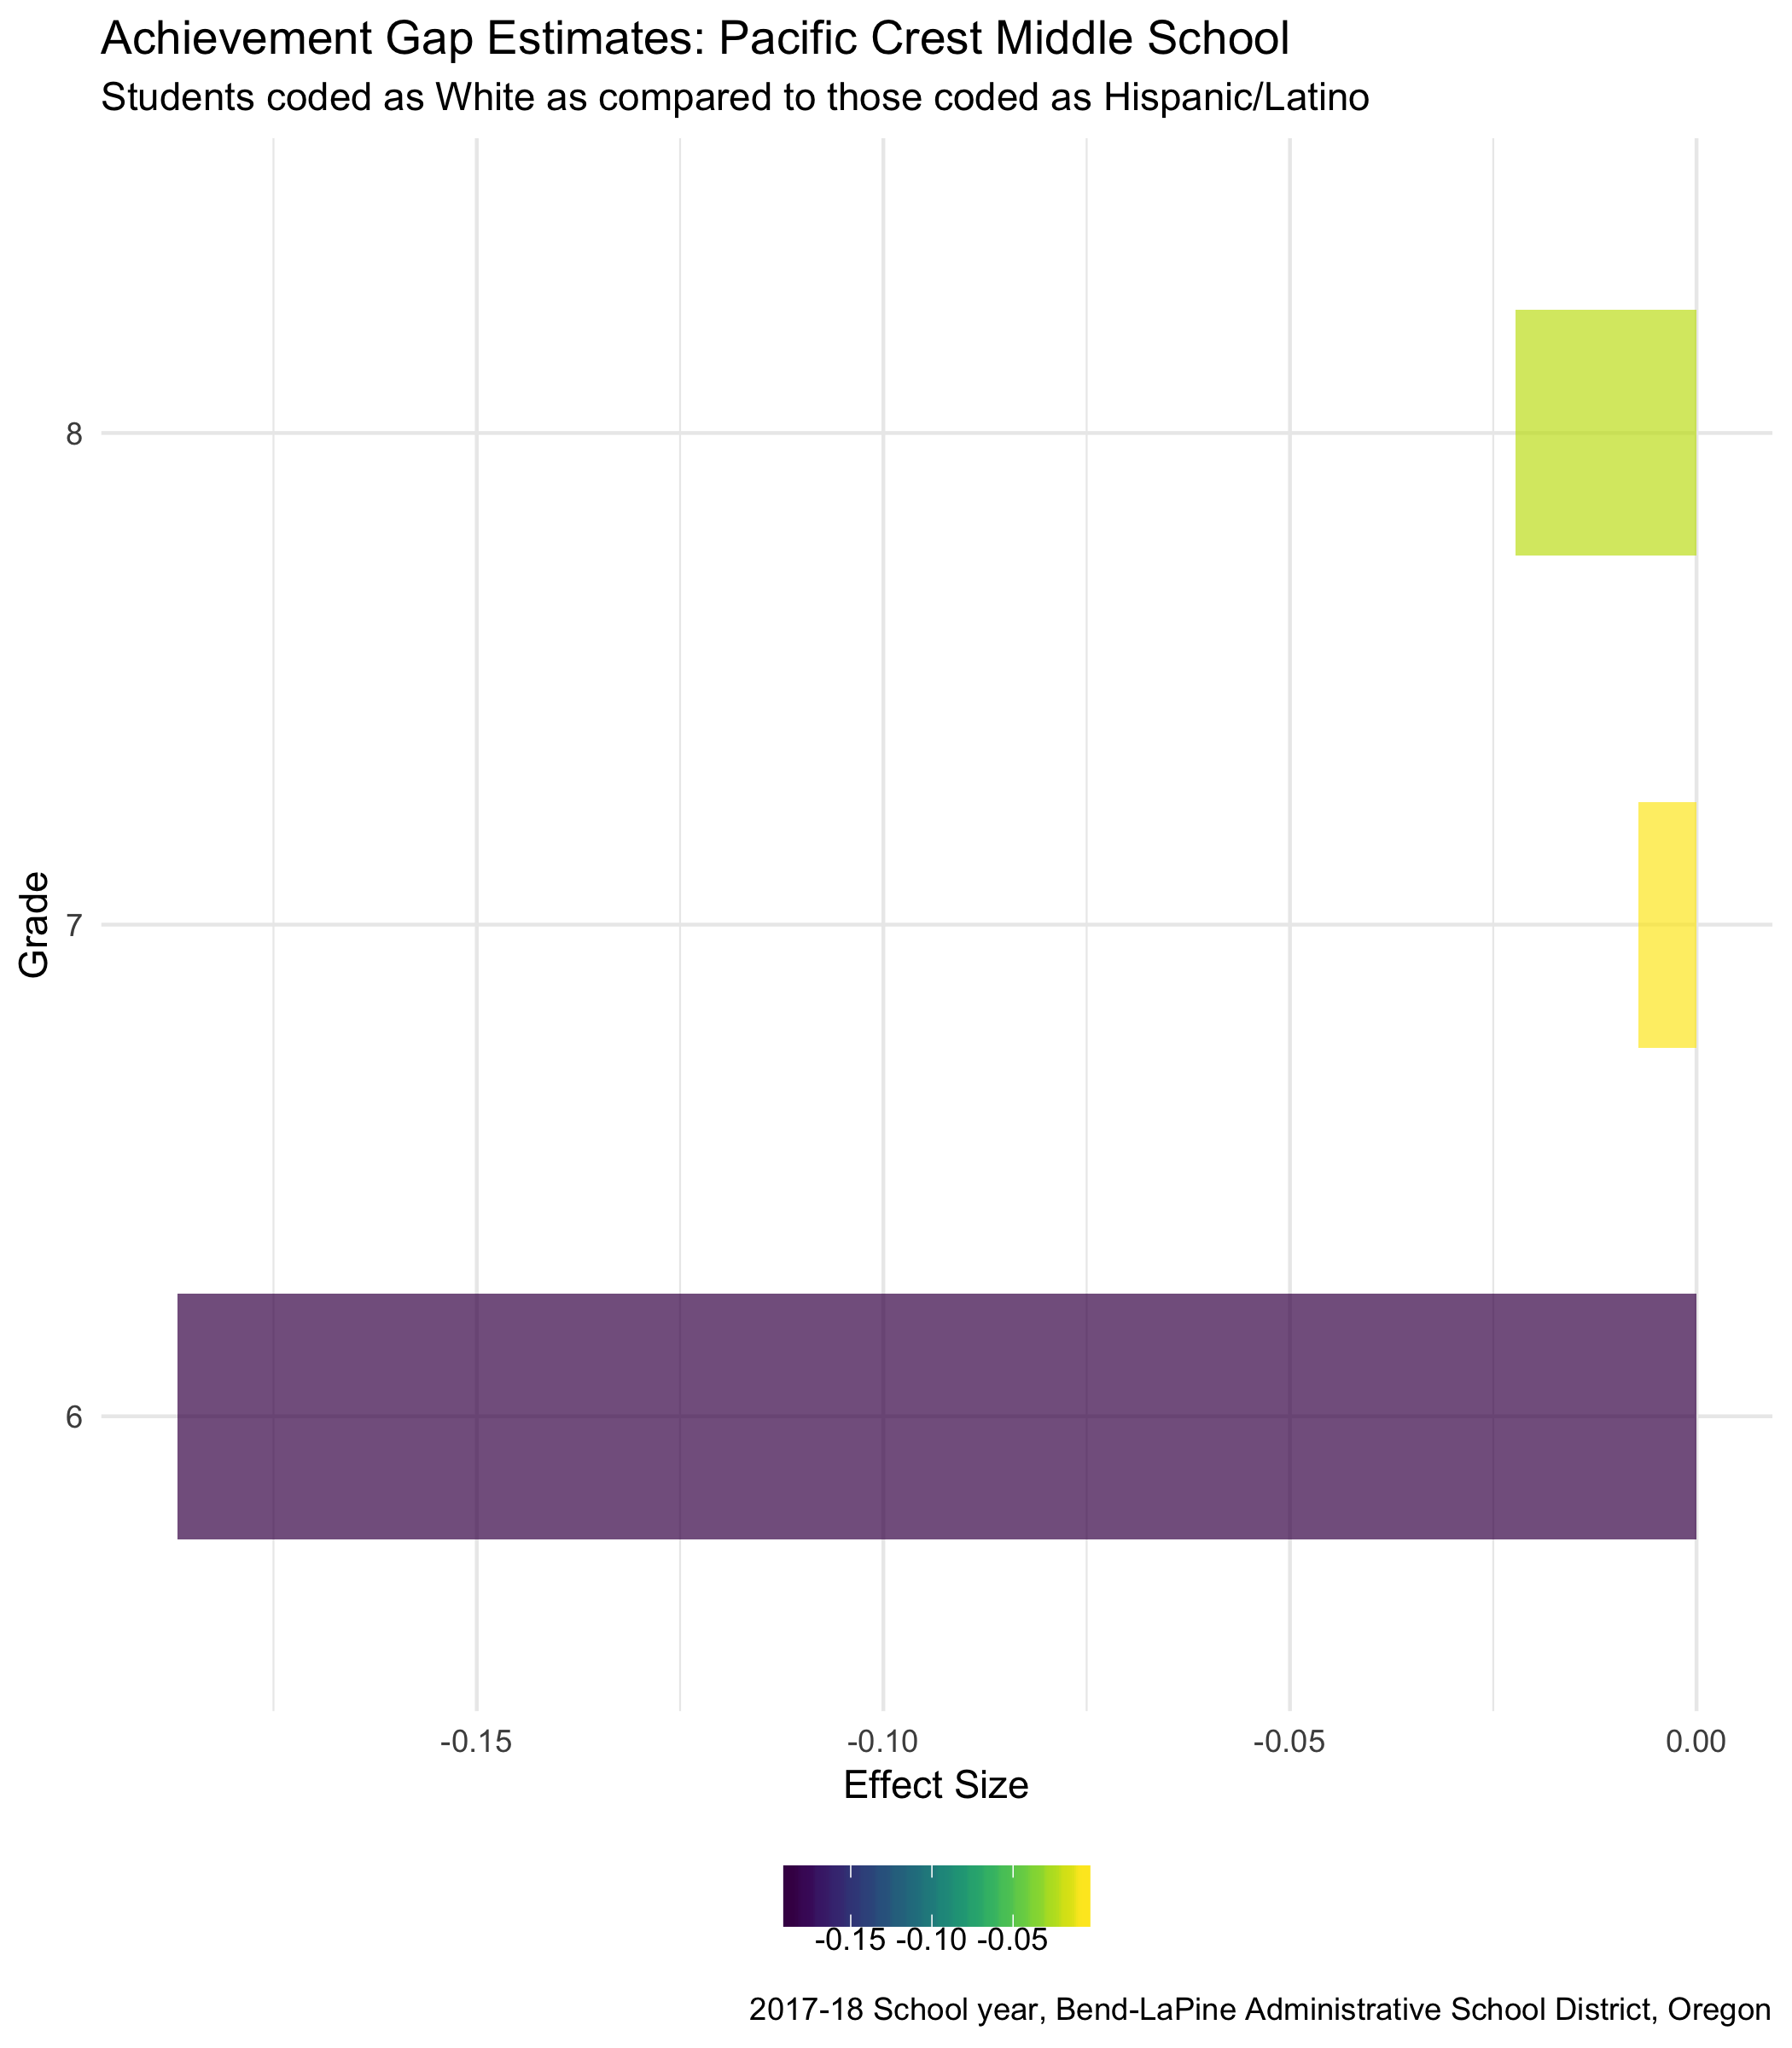 Achievement Gap Estimates: Pacific Crest Middle School
Students coded as White as compared to those coded as Hispanic/Latino
8
7
6
Grade
-0.15
-0.10
-0.05
0.00
Effect Size
-0.15 -0.10 -0.05
2017-18 School year, Bend-LaPine Administrative School District, Oregon